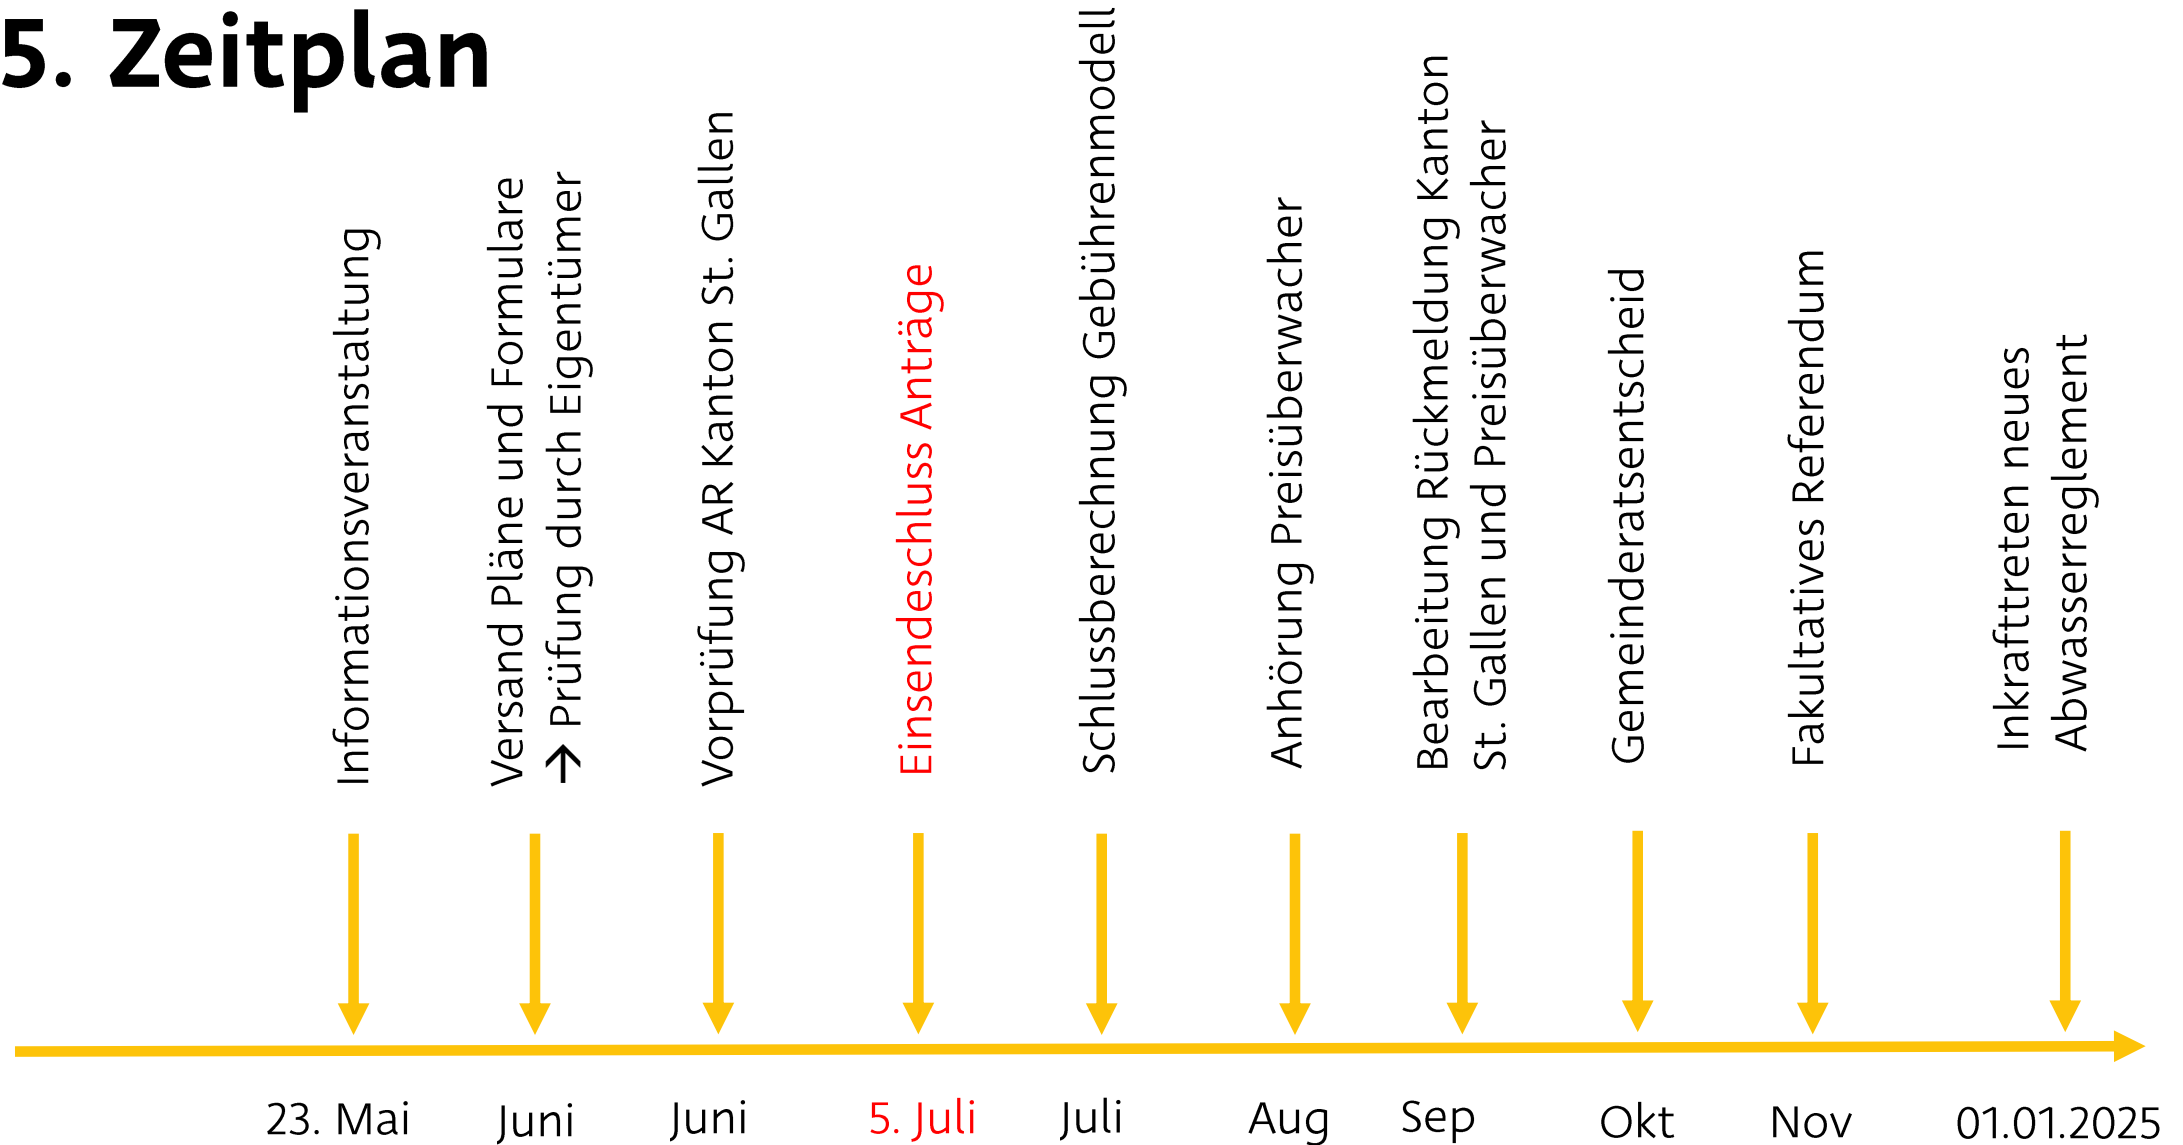 5. Zeitplan
Informationsveranstaltung
Versand Pläne und Formulare
→ Prüfung durch Eigentümer
Vorprüfung AR Kanton St. Gallen
Einsendeschluss Anträge
Schlussberechnung Gebührenmodell
Anhörung Preisüberwacher
Bearbeitung Rückmeldung Kanton
St. Gallen und Preisüberwacher
Gemeinderatsentscheid
Fakultatives Referendum
Inkrafttreten neues
Abwasserreglement
23. Mai
Juni
Juni
5. Juli
Juli
Aug
Sep
Okt
Nov
01.01.2025